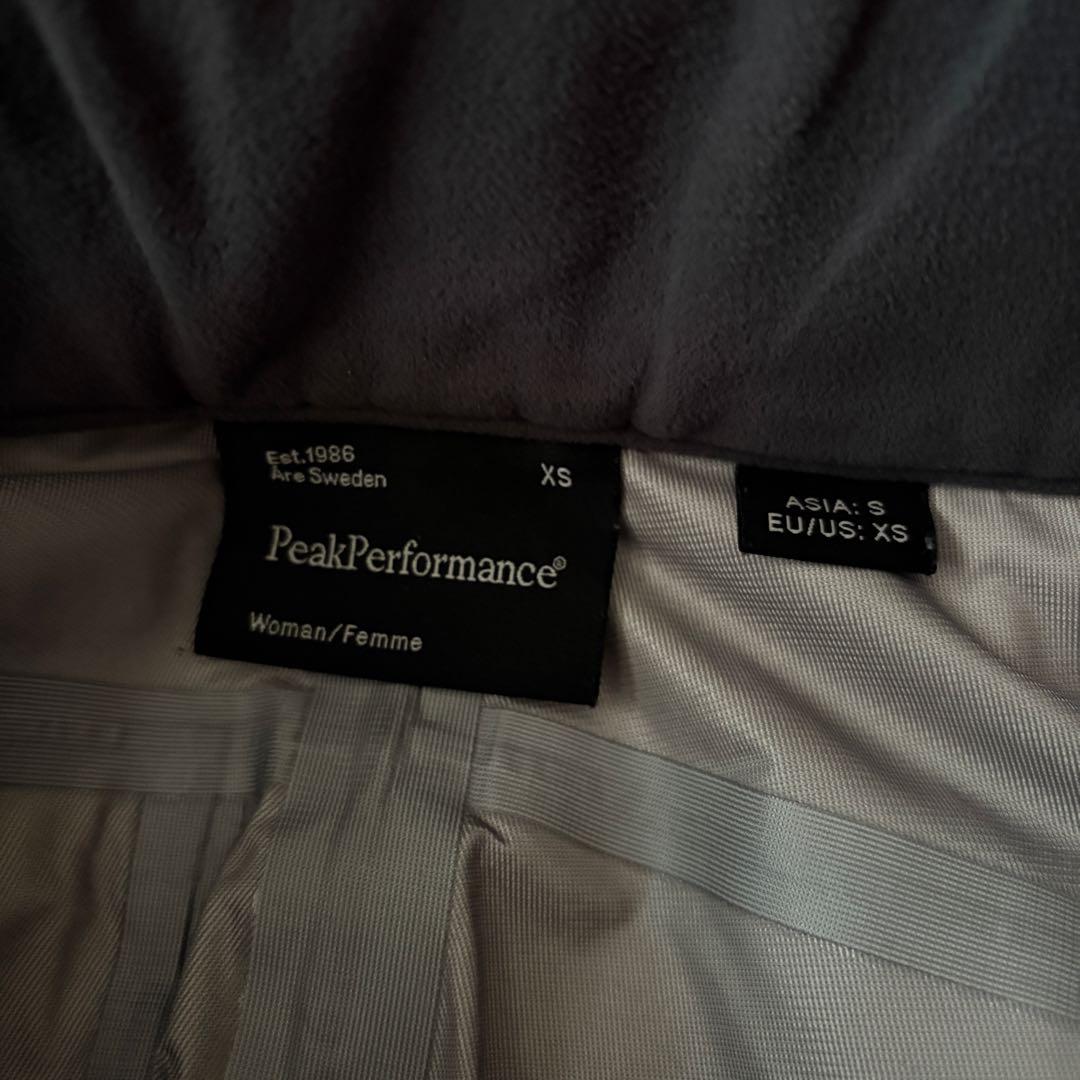 Est.1986
Åre Sweden
XS
PeakPerformance®
Woman/Femme
ASIA: S
EU/US: XS